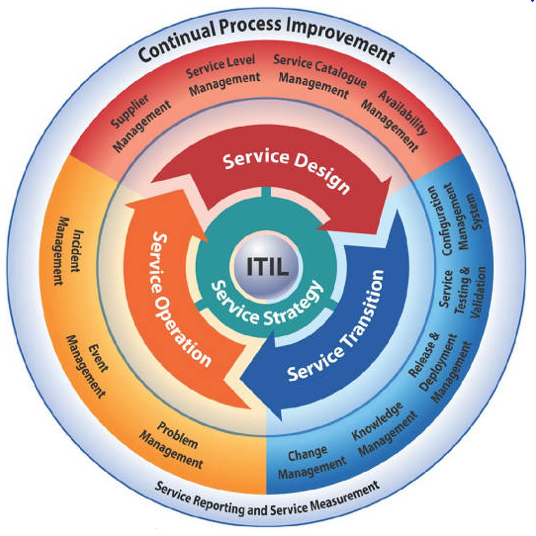 Continual Process Improvement
Supplier
Management
Service Level
Management
Service Catalogue
Management
Availability
Management
Service Design
Configuration
Management
System
Service
Testing &
Validation
Release &
Deployment
Management
Knowledge
Management
Change
Management
Service Transition
Incident
Management
Event
Management
Problem
Management
Service Operation
ITIL
Service Strategy
Service Reporting and Service Measurement